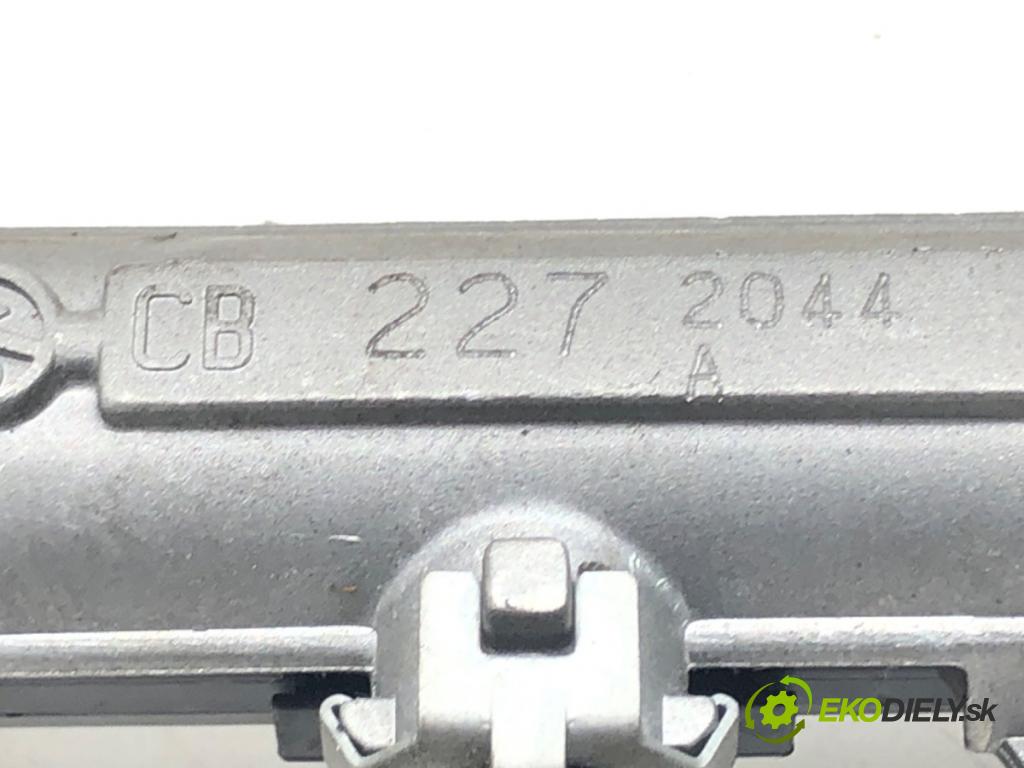 CB 227 2044
A
EKODIELY.sk